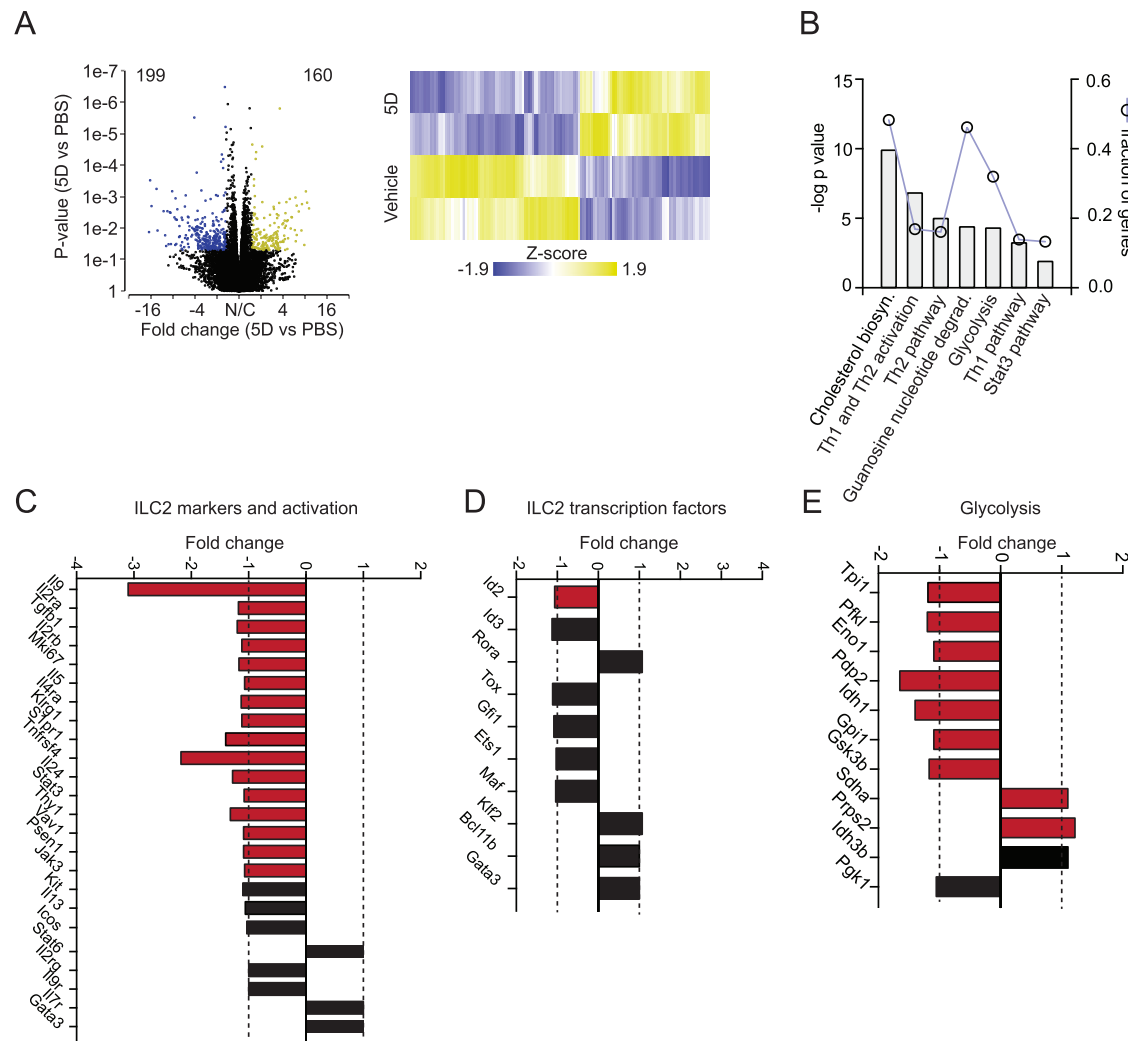 A
199
160
P-value (5D vs PBS)
1e-7
1e-6
1e-5
1e-4
1e-3
1e-2
1e-1
1
-16
-4
N/C
4
16
Fold change (5D vs PBS)
5D
Vehicle
Z-score
-1.9
1.9
B
-log p value
15
10
5
0
0.6
0.4
0.2
0.0
of genes
Cholesterol biosyn.
Th1 and Th2 activation
Th2 pathway
Guanosine nucleotide degrad.
Glycolysis
Th1 pathway
Stat3 pathway
C
ILC2 markers and activation
Fold change
-4
-3
-2
-1
0
1
2
Il9
Il2ra
Tgfb1
Il2rb
Mki67
Il5
Il4ra
Klrg1
S1pr1
Tnfrsf4
Il24
Stat3
Thy1
Vav1
Psen1
Jak3
Kit
Il13
Icos
Stat6
Il2rg
Il9r
Il7r
Gata3
D
ILC2 transcription factors
Fold change
-2
-1
0
1
2
3
4
Id2
Id3
Rora
Tox
Gfi1
Ets1
Maf
Klf2
Bcl11b
Gata3
E
Glycolysis
Fold change
-2
-1
0
1
2
Tpi1
Pfkl
Eno1
Pdp2
Idh1
Gpi1
Gsk3b
Sdha
Prps2
Idh3b
Pgk1